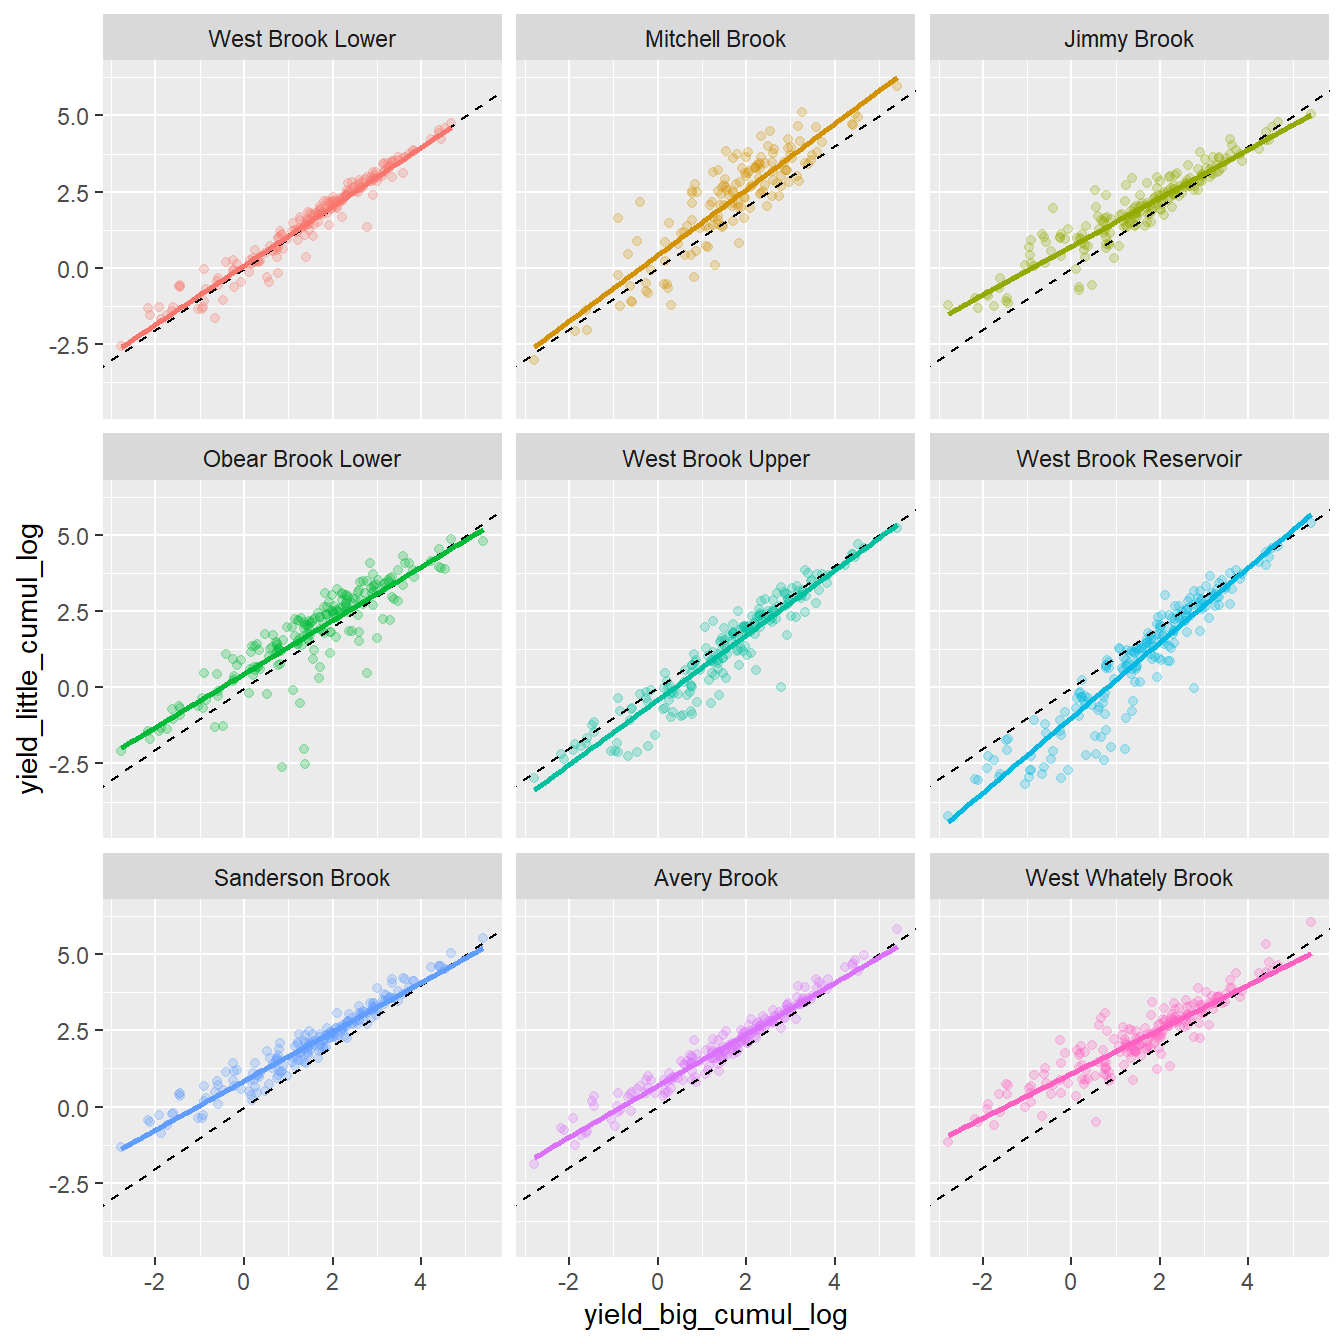 West Brook Lower
Mitchell Brook
Jimmy Brook
5.0
2.5
0.0
-2.5
Obear Brook Lower
West Brook Upper
West Brook Reservoir
5.0
2.5
0.0
-2.5
yield_little_cumul_log
Sanderson Brook
Avery Brook
West Whately Brook
5.0
2.5
0.0
-2.5
-2 0 2 4
-2 0 2 4
-2 0 2 4
yield_big_cumul_log